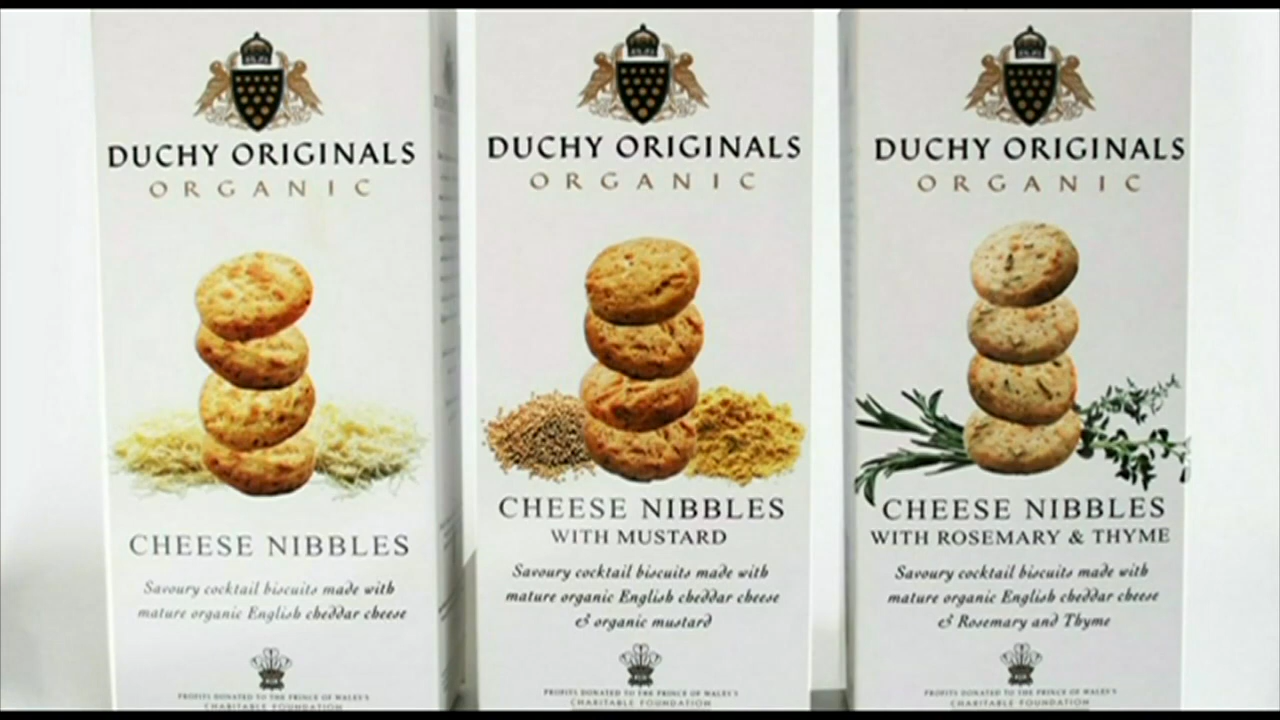 DUCHY ORIGINALS
ORGANIC
CHEESE NIBBLES
Savoury cocktail biscuits made with
mature organic English cheddar cheese
PROFITS DONATED TO THE PRINCE OF WALES'S
CHARITABLE FOUNDATION
DUCHY ORIGINALS
ORGANIC
CHEESE NIBBLES
WITH MUSTARD
Savoury cocktail biscuits made with
mature organic English cheddar cheese
& organic mustard
PROFITS DONATED TO THE PRINCE OF WALES'S
CHARITABLE FOUNDATION
DUCHY ORIGINALS
ORGANIC
CHEESE NIBBLES
WITH ROSEMARY & THYME
Savoury cocktail biscuits made with
mature organic English cheddar cheese
& Rosemary and Thyme
PROFITS DONATED TO THE PRINCE OF WALES'S
CHARITABLE FOUNDATION